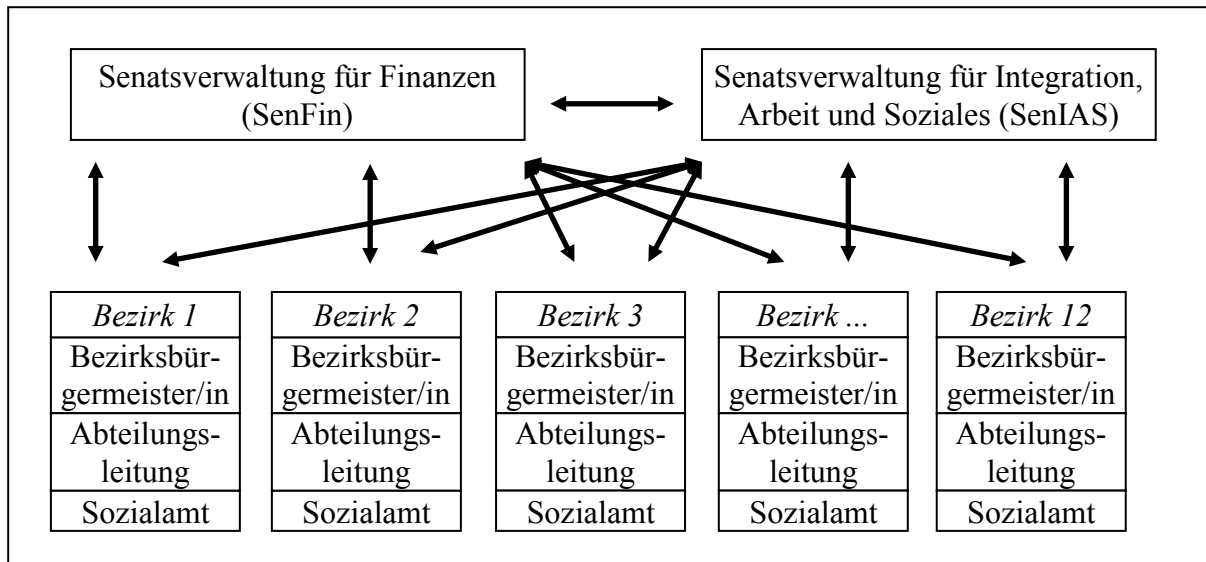 Senatsverwaltung für Finanzen
(SenFin)
Senatsverwaltung für Integration,
Arbeit und Soziales (SenIAS)
Bezirk 1
Bezirksbür-
germeister/in
Abteilungs-
leitung
Sozialamt
Bezirk 2
Bezirksbür-
germeister/in
Abteilungs-
leitung
Sozialamt
Bezirk 3
Bezirksbür-
germeister/in
Abteilungs-
leitung
Sozialamt
Bezirk ...
Bezirksbür-
germeister/in
Abteilungs-
leitung
Sozialamt
Bezirk 12
Bezirksbür-
germeister/in
Abteilungs-
leitung
Sozialamt